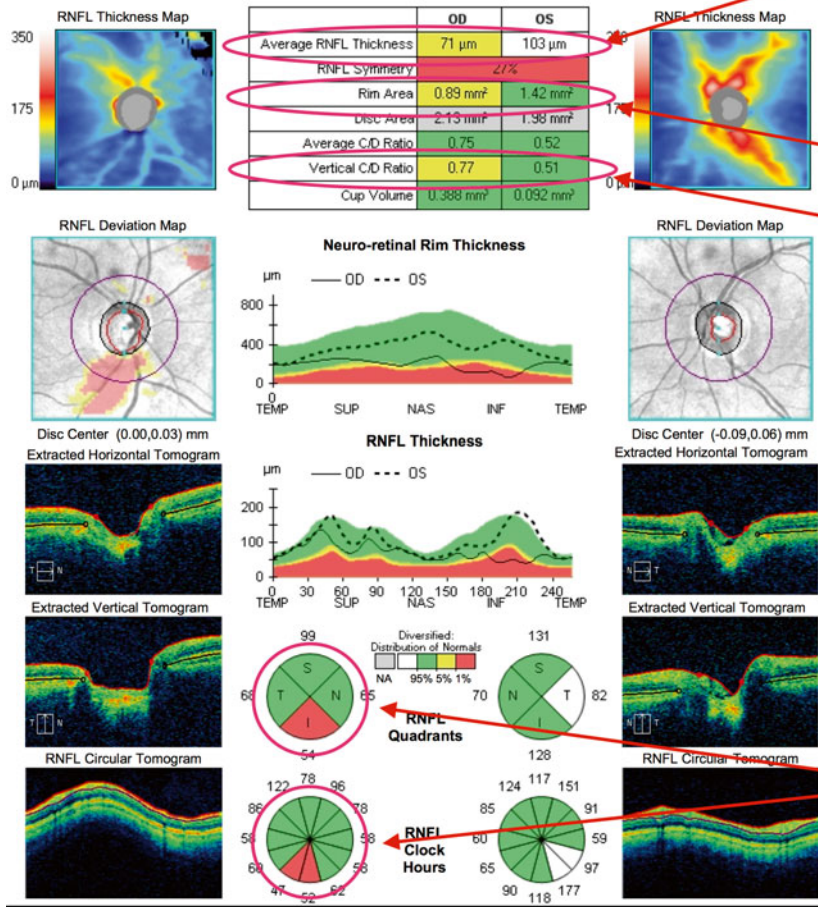 RNFL Thickness Map
350
175
0 µm
OD OS
Average RNFL Thickness 71 µm 103 µm
RNFL Symmetry 27%
Rim Area 0.89 mm² 1.42 mm²
Disc Area 2.13 mm² 1.98 mm²
Average C/D Ratio 0.75 0.52
Vertical C/D Ratio 0.77 0.51
Cup Volume 0.388 mm³ 0.092 mm³
RNFL Thickness Map
175
0 µm
RNFL Deviation Map
Disc Center (0.00,0.03) mm
Neuro-retinal Rim Thickness
µm
OD OS
800
400
0
0
TEMP SUP NAS INF TEMP
RNFL Deviation Map
Disc Center (-0.09,0.06) mm
Extracted Horizontal Tomogram
T N
RNFL Thickness
µm
OD OS
200
100
0
0 30 60 90 120 150 180 210 240
TEMP SUP NAS INF TEMP
Extracted Horizontal Tomogram
T N
Extracted Vertical Tomogram
T N
99
68 S T N I 65
54
Diversified:
Distribution of Normals
NA 95% 5% 1%
RNFL
Quadrants
131
70 S N T I 82
128
Extracted Vertical Tomogram
T N
RNFL Circular Tomogram
78
122 96
86 78
58 58
69 58
47 62
52
RNFL
Clock
Hours
117
124 151
85 91
60 59
65 97
90 177
118
RNFL Circular Tomogram